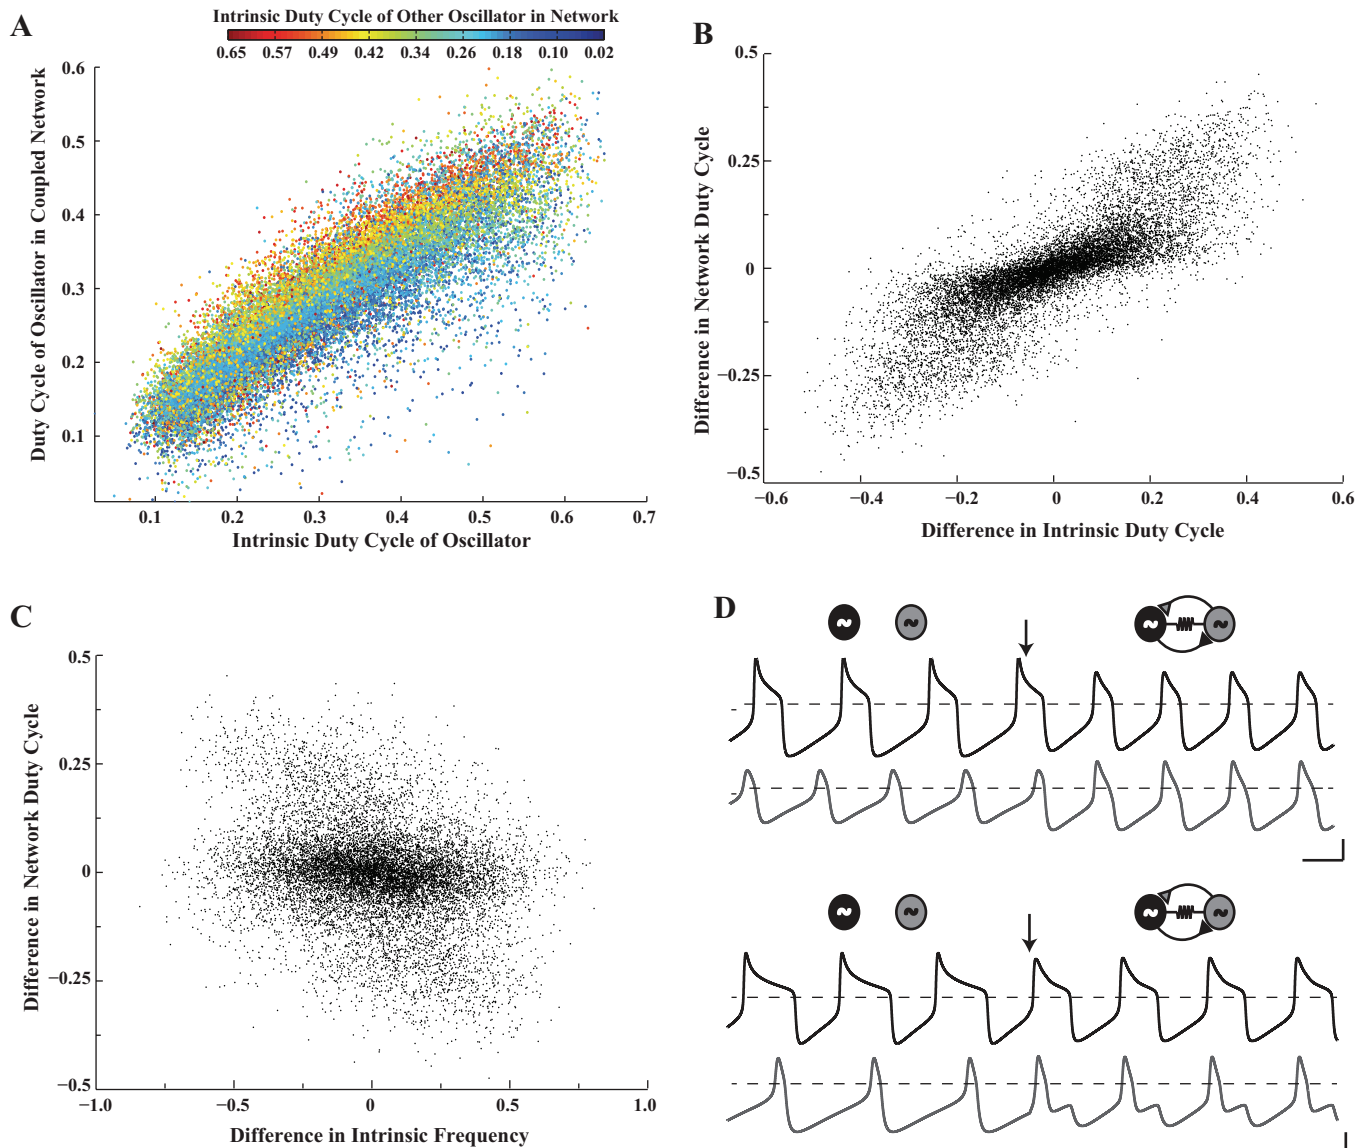 A
Intrinsic Duty Cycle of Other Oscillator in Network
0.65 0.57 0.49 0.42 0.34 0.26 0.18 0.10 0.02
Duty Cycle of Oscillator in Coupled Network
0.6
0.5
0.4
0.3
0.2
0.1
0.1 0.2 0.3 0.4 0.5 0.6 0.7
Intrinsic Duty Cycle of Oscillator
B
Difference in Network Duty Cycle
0.5
0.25
0
−0.25
−0.5
−0.6 −0.4 −0.2 0 0.2 0.4 0.6
Difference in Intrinsic Duty Cycle
C
Difference in Network Duty Cycle
0.5
0.25
0
−0.25
−0.5
−1.0 −0.5 0 0.5 1.0
Difference in Intrinsic Frequency
D